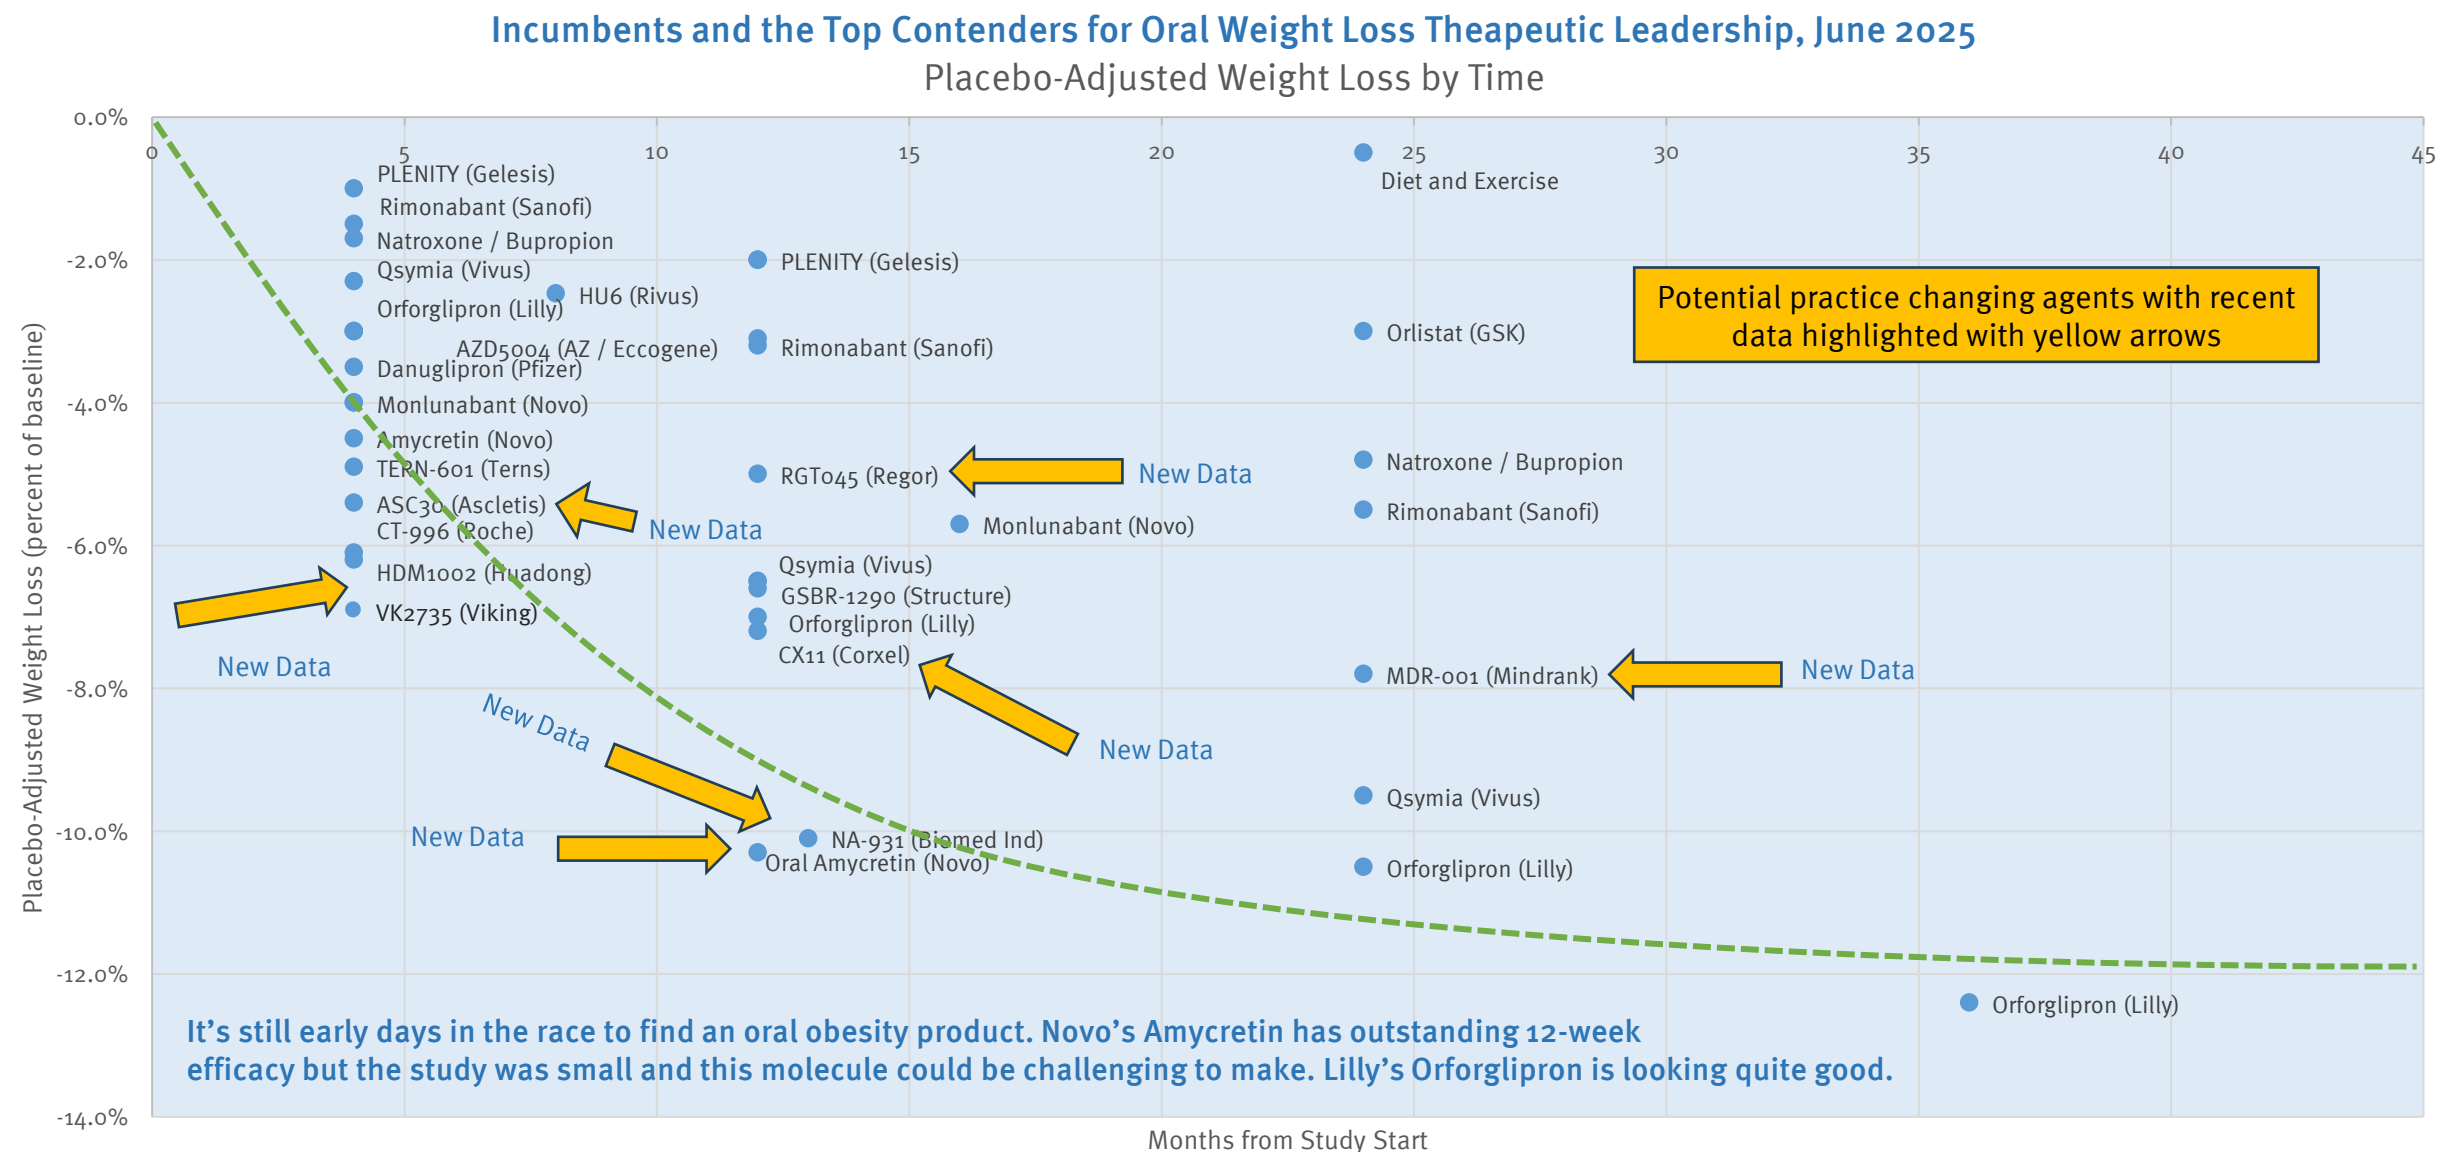 Incumbents and the Top Contenders for Oral Weight Loss Theapeutic Leadership, June 2025
Placebo-Adjusted Weight Loss by Time
Placebo-Adjusted Weight Loss (percent of baseline)
0.0%
-2.0%
-4.0%
-6.0%
-8.0%
-10.0%
-12.0%
-14.0%
0
5
10
15
20
25
30
35
40
45
PLENITY (Gelesis)
Rimonabant (Sanofi)
Natroxone / Bupropion
Qsymia (Vivus)
Orforglipron (Lilly)
HU6 (Rivus)
AZD5004 (AZ / Eccogene)
Danuglipron (Pfizer)
Monlunabant (Novo)
Amycretin (Novo)
TERN-601 (Terns)
ASC30 (Ascletis)
New Data
CT-996 (Roche)
HDM1002 (Huadong)
VK2735 (Viking)
New Data
PLENITY (Gelesis)
Rimonabant (Sanofi)
RGT045 (Regor)
New Data
Monlunabant (Novo)
Qsymia (Vivus)
GSBR-1290 (Structure)
Orforglipron (Lilly)
CX11 (Corxel)
New Data
New Data
NA-931 (Biomed Ind)
New Data
Oral Amycretin (Novo)
Diet and Exercise
Orlistat (GSK)
Natroxone / Bupropion
Rimonabant (Sanofi)
MDR-001 (Mindrank)
New Data
Qsymia (Vivus)
Orforglipron (Lilly)
Orforglipron (Lilly)
Potential practice changing agents with recent
data highlighted with yellow arrows
It's still early days in the race to find an oral obesity product. Novo's Amycretin has outstanding 12-week
efficacy but the study was small and this molecule could be challenging to make. Lilly's Orforglipron is looking quite good.
Months from Study Start